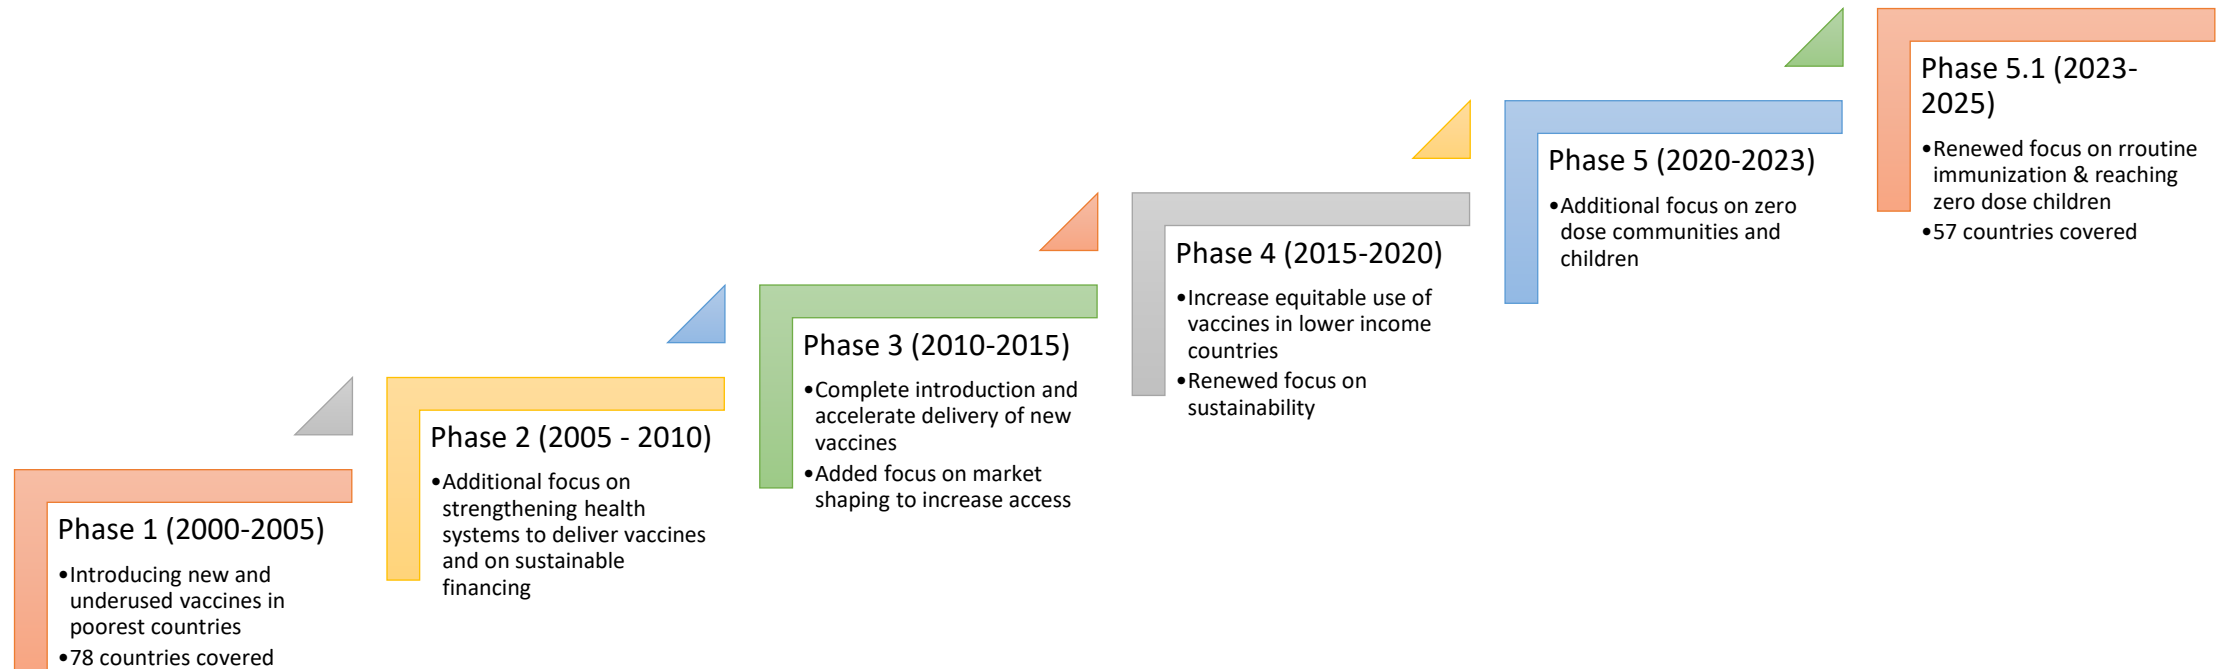 Phase 1 (2000-2005)
•Introducing new and
underused vaccines in
poorest countries
•78 countries covered
Phase 2 (2005 - 2010)
•Additional focus on
strengthening health
systems to deliver vaccines
and on sustainable
financing
Phase 3 (2010-2015)
•Complete introduction and
accelerate delivery of new
vaccines
•Added focus on market
shaping to increase access
Phase 4 (2015-2020)
•Increase equitable use of
vaccines in lower income
countries
•Renewed focus on
sustainability
Phase 5 (2020-2023)
•Additional focus on zero
dose communities and
children
Phase 5.1 (2023-
2025)
•Renewed focus on rroutine
immunization & reaching
zero dose children
•57 countries covered